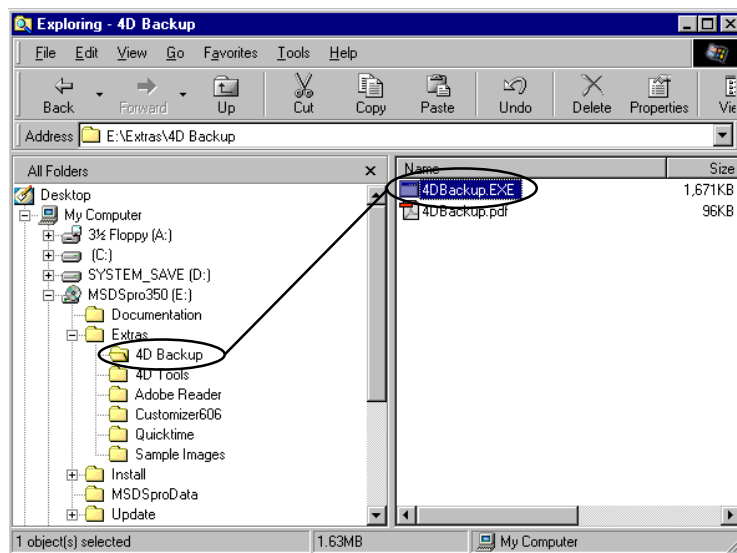 Exploring - 4D Backup
File Edit View Go Favorites Tools Help
Back Forward Up Cut Copy Paste Undo Delete Properties Vie
Address E:\Extras\4D Backup
All Folders
Name Size
Desktop
My Computer
3½ Floppy (A:)
(C:)
SYSTEM_SAVE (D:)
MSDSpro350 (E:)
Documentation
Extras
4D Backup
4D Tools
Adobe Reader
Customizer606
Quicktime
Sample Images
Install
MSDSproData
Update
4DBackup.EXE 1,671KB
4DBackup.pdf 96KB
1 object(s) selected 1.63MB My Computer